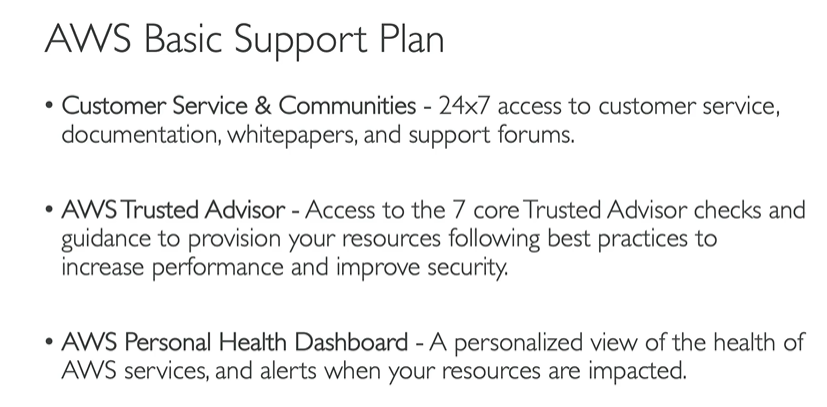 AWS Basic Support Plan
• Customer Service & Communities - 24x7 access to customer service,
documentation, whitepapers, and support forums.
• AWS Trusted Advisor - Access to the 7 core Trusted Advisor checks and
guidance to provision your resources following best practices to
increase performance and improve security.
• AWS Personal Health Dashboard - A personalized view of the health of
AWS services, and alerts when your resources are impacted.